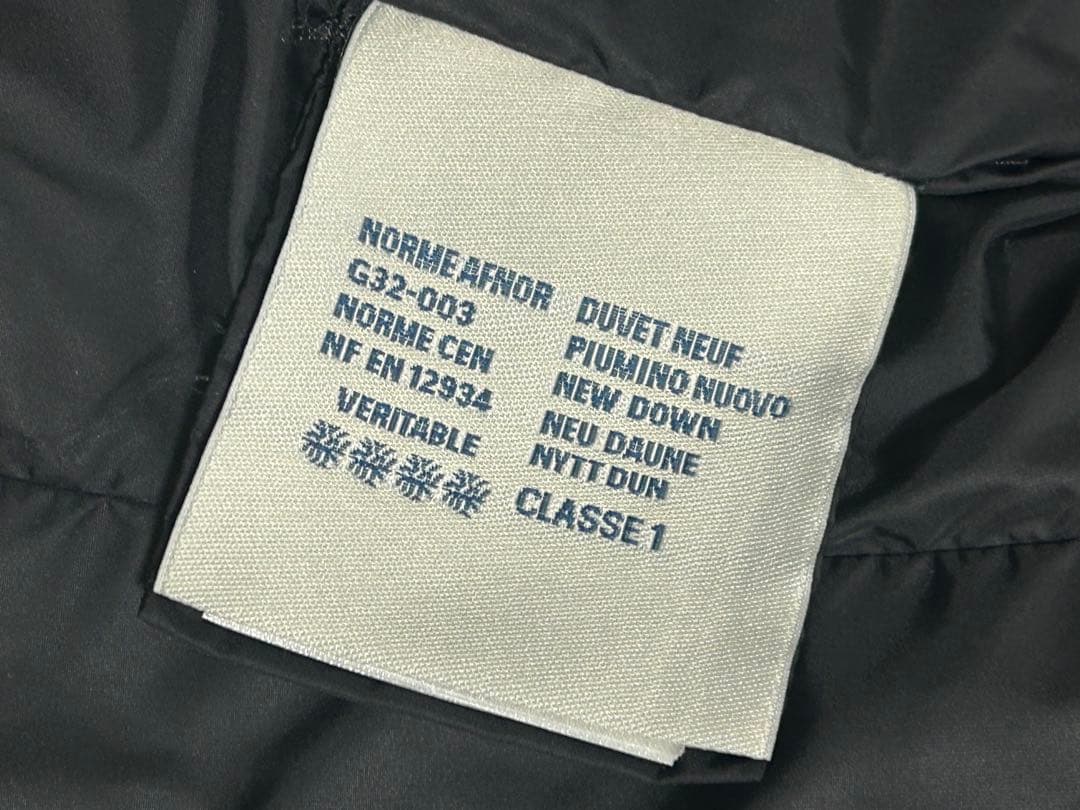 NORME AFNOR
G32-003
NORME CEN
NF EN 12934
VERITABLE
DUVET NEUF
PIUMINO NUOVO
NEW DOWN
NEU DAUNE
NYTT DUN
CLASSE 1